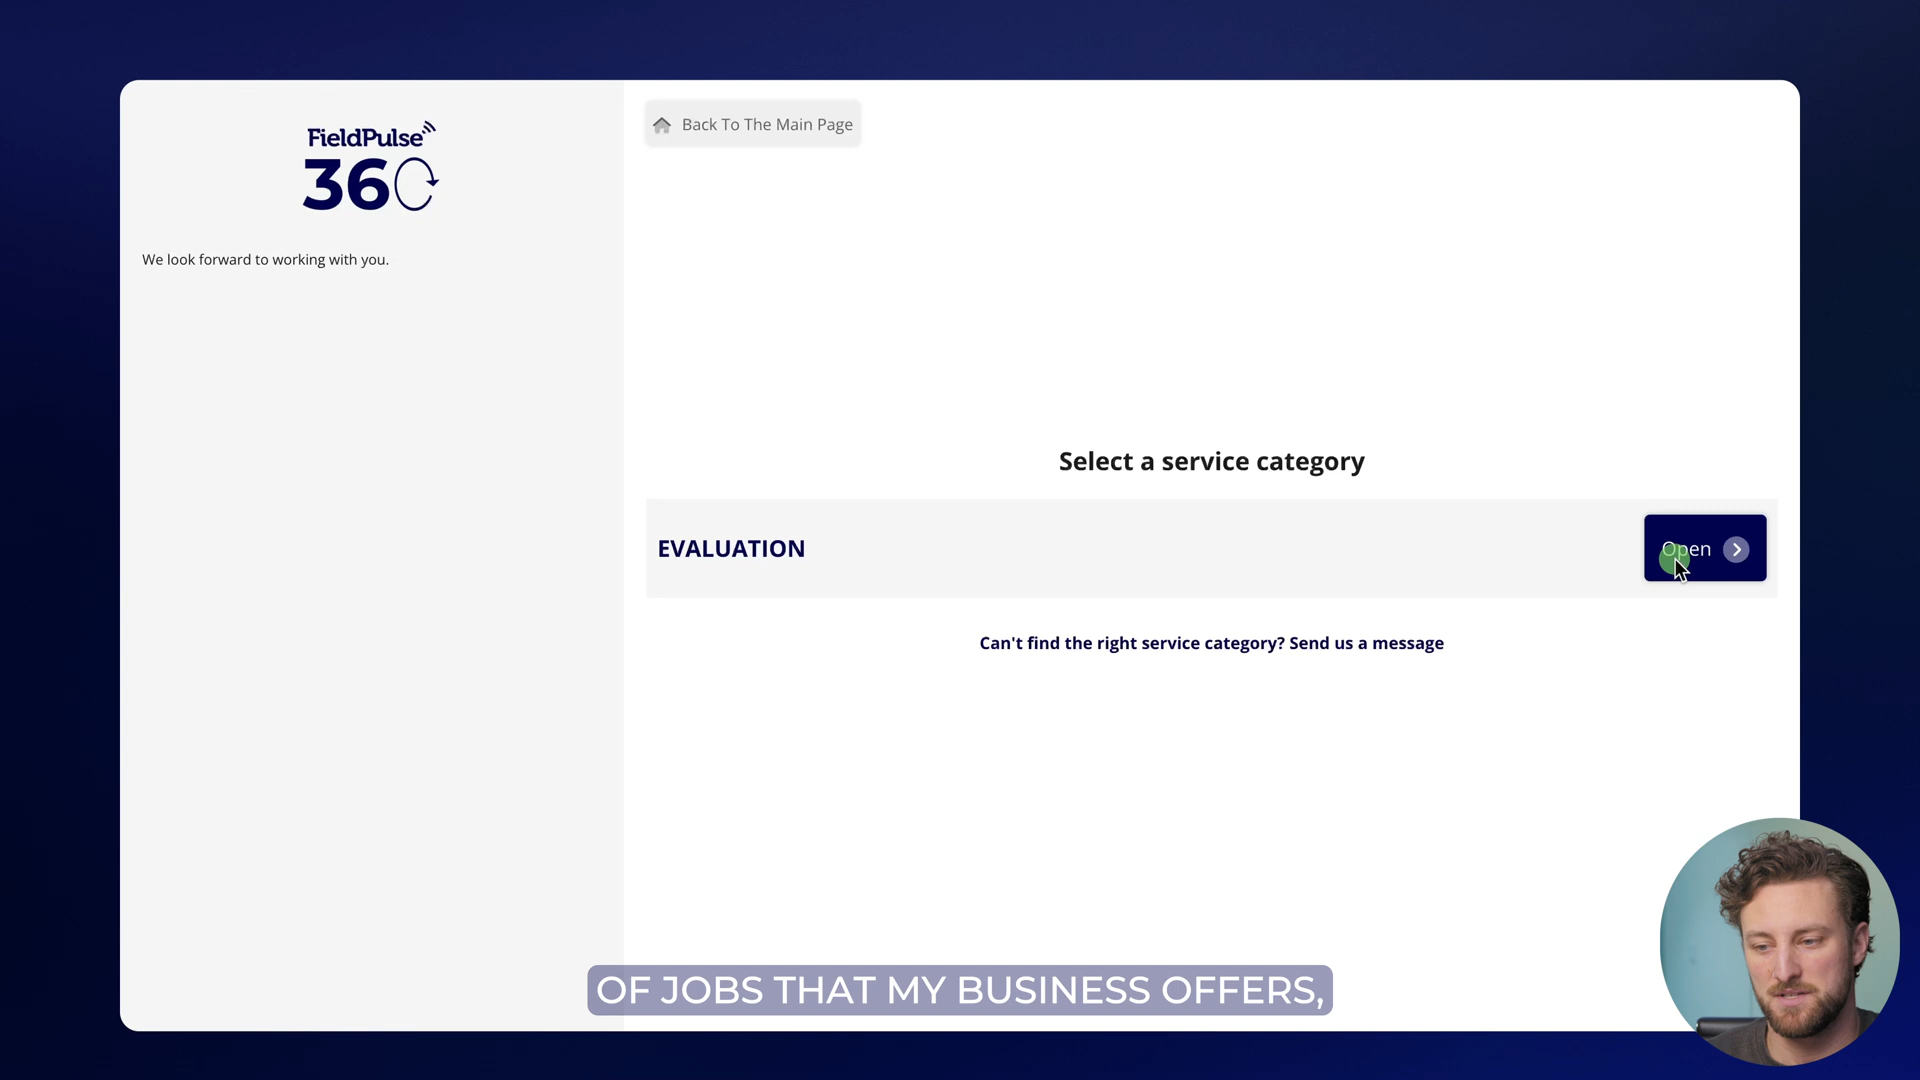 FieldPulse
360
We look forward to working with you.
Back To The Main Page
Select a service category
EVALUATION
Open
Can't find the right service category? Send us a message
OF JOBS THAT MY BUSINESS OFFERS,